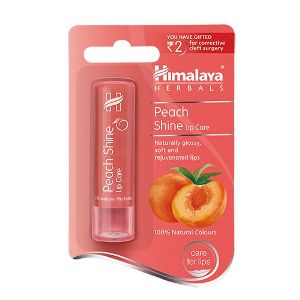 YOU HAVE GIFTED
₹2 for corrective
cleft surgery
Himalaya
HERBALS
Peach
Shine Lip Care
Naturally glossy,
soft and
rejuvenated lips
100% Natural Colours
care
for lips
Peach Shine
Lip Care
Himalaya Herbals